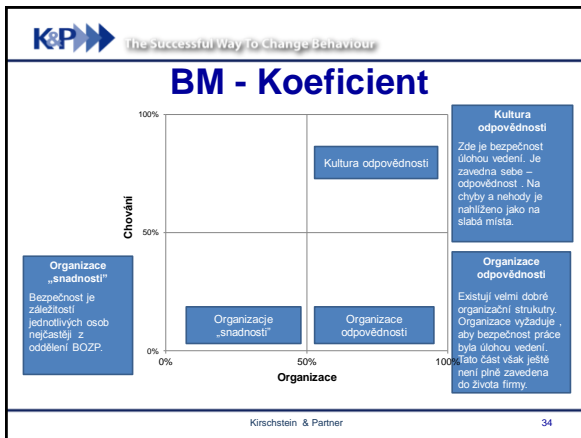 K&P
The Successful Way To Change Behaviour
BM - Koeficient
100%
50%
0%
0%
50%
100%
Chování
Organizace
Kultura odpovědnosti
Organizacje
„snadnosti”
Organizace
odpovědnosti
Organizace
„snadnosti”
Bezpečnost je
záležitostí
jednotlivých osob
nejčastěji z
oddělení BOZP.
Kultura
odpovědnosti
Zde je bezpečnost
úlohou vedení. Je
zavedna sebe –
odpovědnost . Na
chyby a nehody je
nahlíženo jako na
slabá místa.
Organizace
odpovědnosti
Existují velmi dobré
organizační strukutry.
Organizace vyžaduje ,
aby bezpečnost práce
byla úlohou vedení.
Tato část však ještě
není plně zavedena
do života firmy.
Kirschstein & Partner
34